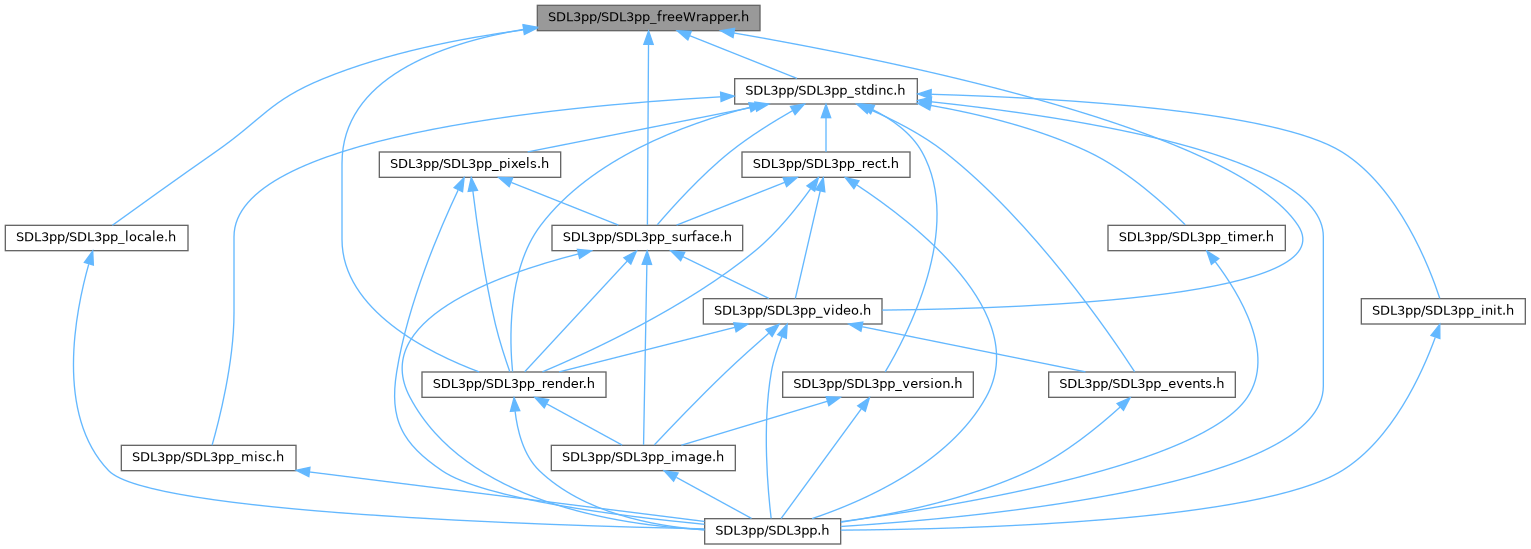 SDL3pp/SDL3pp_freeWrapper.h
SDL3pp/SDL3pp_stdinc.h
SDL3pp/SDL3pp_pixels.h
SDL3pp/SDL3pp_rect.h
SDL3pp/SDL3pp_locale.h
SDL3pp/SDL3pp_surface.h
SDL3pp/SDL3pp_timer.h
SDL3pp/SDL3pp_video.h
SDL3pp/SDL3pp_init.h
SDL3pp/SDL3pp_render.h
SDL3pp/SDL3pp_version.h
SDL3pp/SDL3pp_events.h
SDL3pp/SDL3pp_misc.h
SDL3pp/SDL3pp_image.h
SDL3pp/SDL3pp.h